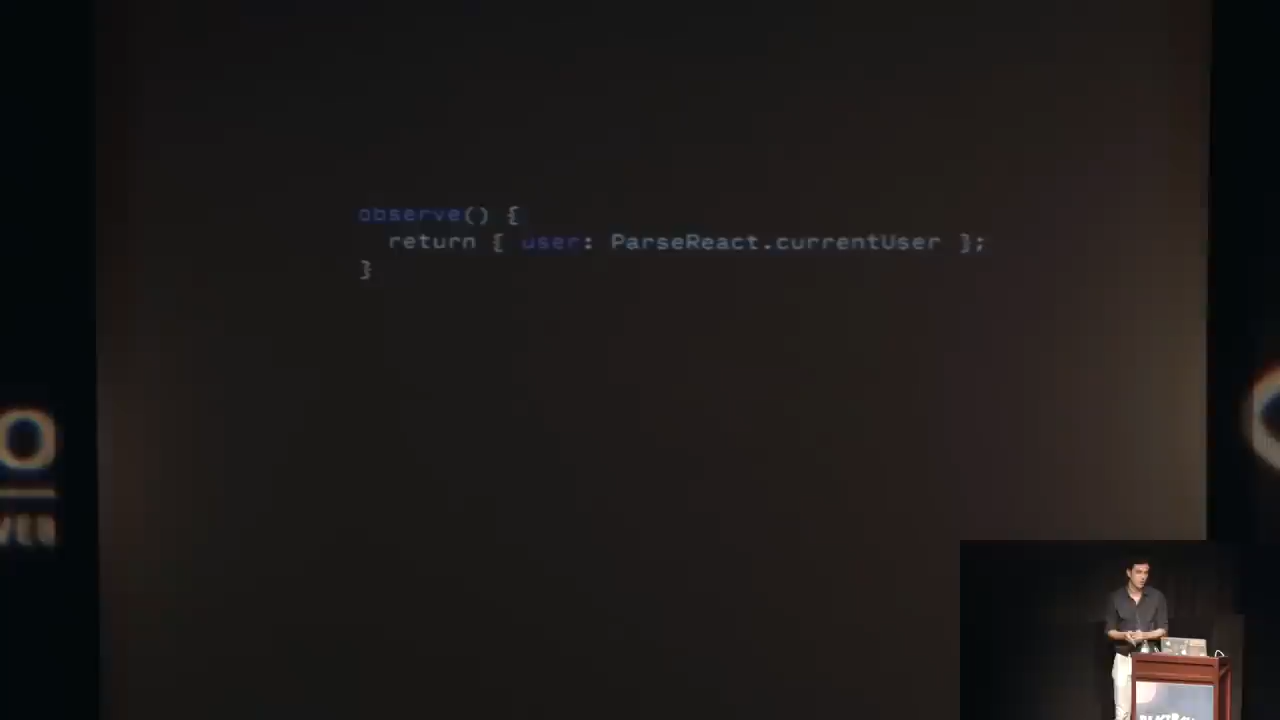 observe() {
return { user: ParseReact.currentUser };
}